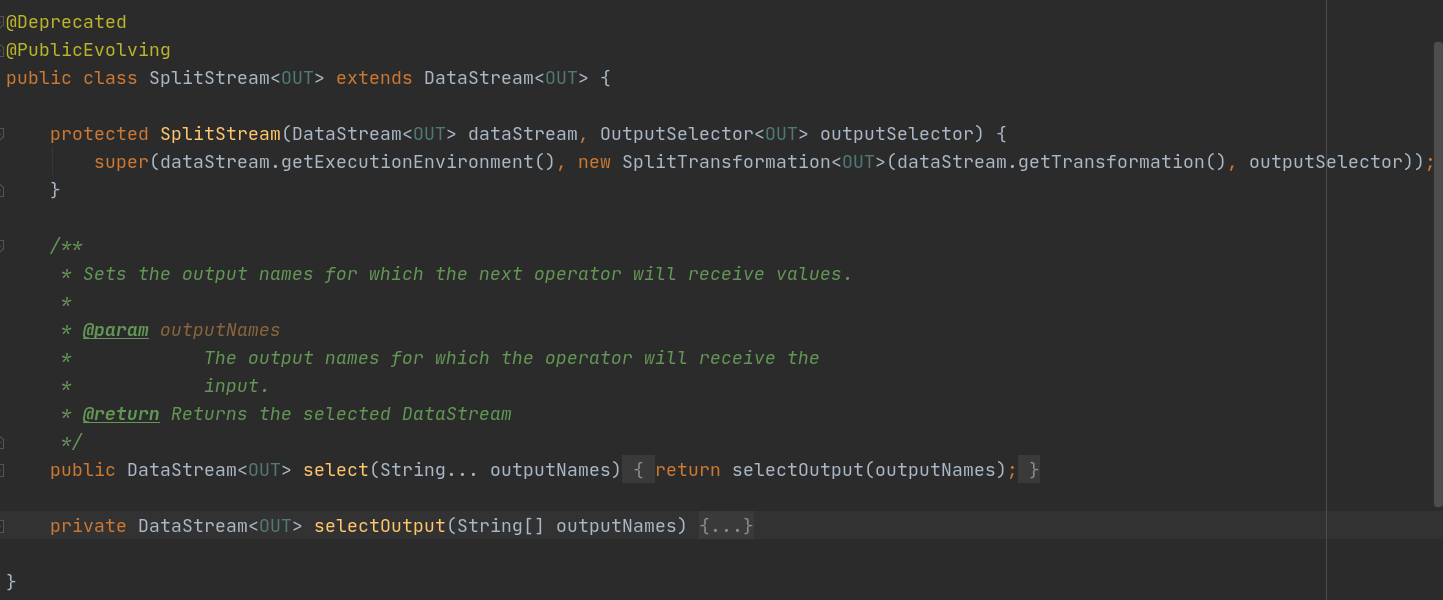 @Deprecated
@PublicEvolving
public class SplitStream<OUT> extends DataStream<OUT> {
protected SplitStream(DataStream<OUT> dataStream, OutputSelector<OUT> outputSelector) {
super(dataStream.getExecutionEnvironment(), new SplitTransformation<OUT>(dataStream.getTransformation(), outputSelector));
}
/**
* Sets the output names for which the next operator will receive values.
*
* @param outputNames
* The output names for which the operator will receive the
* input.
* @return Returns the selected DataStream
*/
public DataStream<OUT> select(String... outputNames) { return selectOutput(outputNames); }
private DataStream<OUT> selectOutput(String[] outputNames) {...}
}